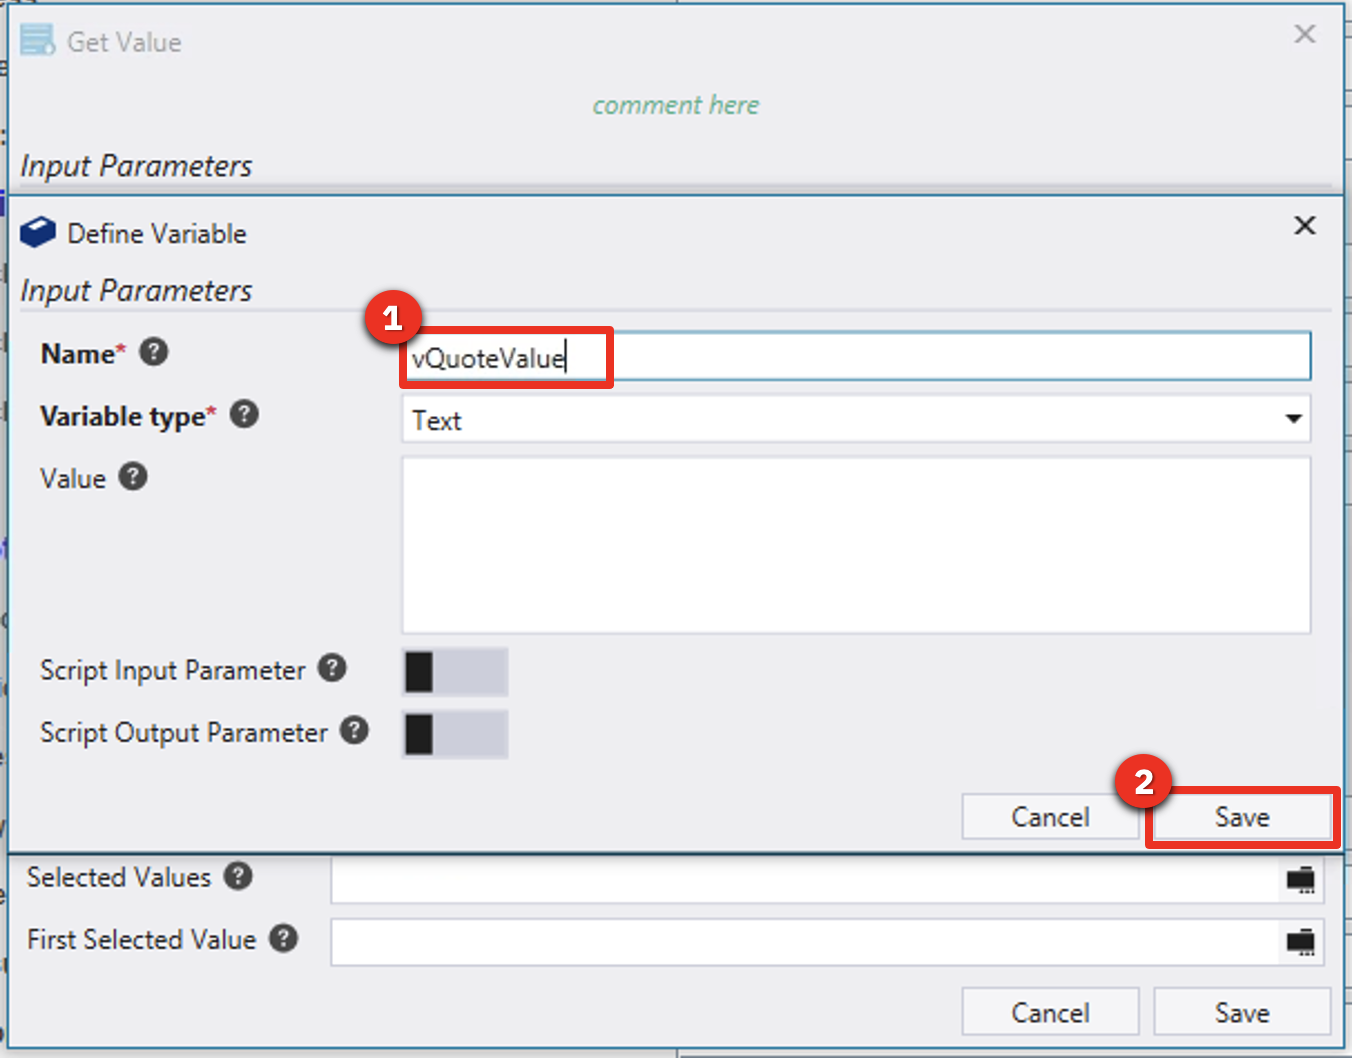 Get Value
comment here
Input Parameters
Define Variable
Input Parameters
1
Name* ?
vQuoteValue
Variable type* ?
Text
Value ?
Script Input Parameter ?
Script Output Parameter ?
2
Cancel
Save
Selected Values ?
First Selected Value ?
Cancel
Save